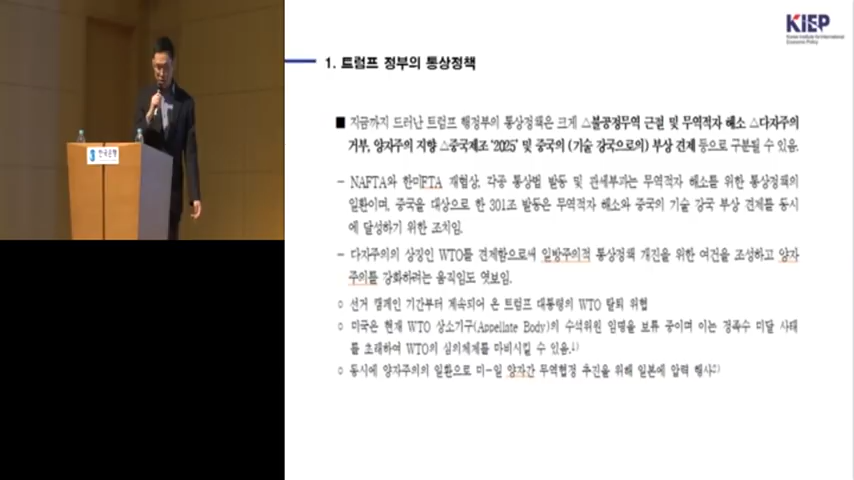 KIEP
Korea Institute for International
Economic Policy
1. 트럼프 정부의 통상정책
■ 지금까지 드러난 트럼프 행정부의 통상정책은 크게 △불공정무역 근절 및 무역적자 해소 △다자주의
거부, 양자주의 지향 △중국제조 '2025' 및 중국의 (기술 강국으로의) 부상 견제 등으로 구분될 수 있음.
- NAFTA와 한미FTA 재협상, 각종 통상법 발동 및 관세부과는 무역적자 해소를 위한 통상정책의
일환이며, 중국을 대상으로 한 301조 발동은 무역적자 해소와 중국의 기술 강국 부상 견제를 동시
에 달성하기 위한 조치임.
- 다자주의의 상징인 WTO를 견제함으로써 일방주의적 통상정책 개진을 위한 여건을 조성하고 양자
주의를 강화하려는 움직임도 엿보임.
○ 선거 캠페인 기간부터 계속되어 온 트럼프 대통령의 WTO 탈퇴 위협
○ 미국은 현재 WTO 상소기구(Appellate Body)의 수석위원 임명을 보류 중이며 이는 정족수 미달 사태
를 초래하여 WTO의 심의체계를 마비시킬 수 있음.1)
○ 동시에 양자주의의 일환으로 미-일 양자간 무역협정 추진을 위해 일본에 압력 행사2)
한국은행